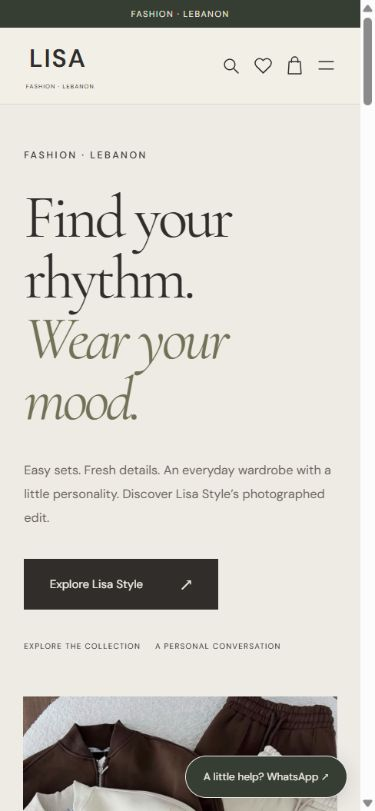 FASHION · LEBANON
LISA
FASHION · LEBANON
FASHION · LEBANON
Find your
rhythm.
Wear your
mood.
Easy sets. Fresh details. An everyday wardrobe with a
little personality. Discover Lisa Style’s photographed
edit.
Explore Lisa Style ↗
EXPLORE THE COLLECTION A PERSONAL CONVERSATION
A little help? WhatsApp ↗